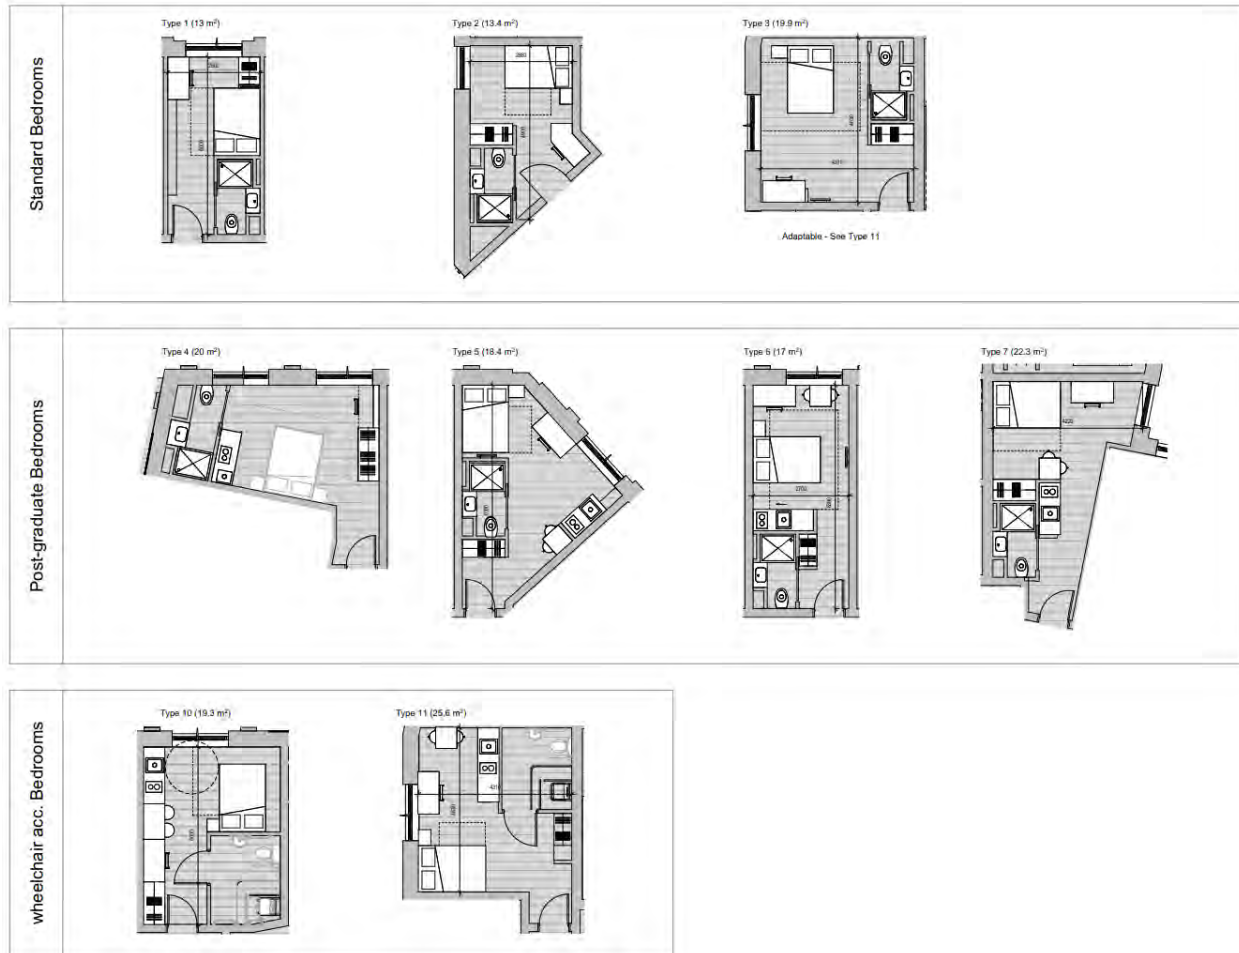 Standard Bedrooms
Type 1 (13 m²)
Type 2 (13.4 m²)
Type 3 (19.9 m²)
Adaptable - See Type 11
Post-graduate Bedrooms
Type 4 (20 m²)
Type 5 (18.4 m²)
Type 6 (17 m²)
Type 7 (22.3 m²)
wheelchair acc. Bedrooms
Type 10 (19.3 m²)
Type 11 (25.6 m²)